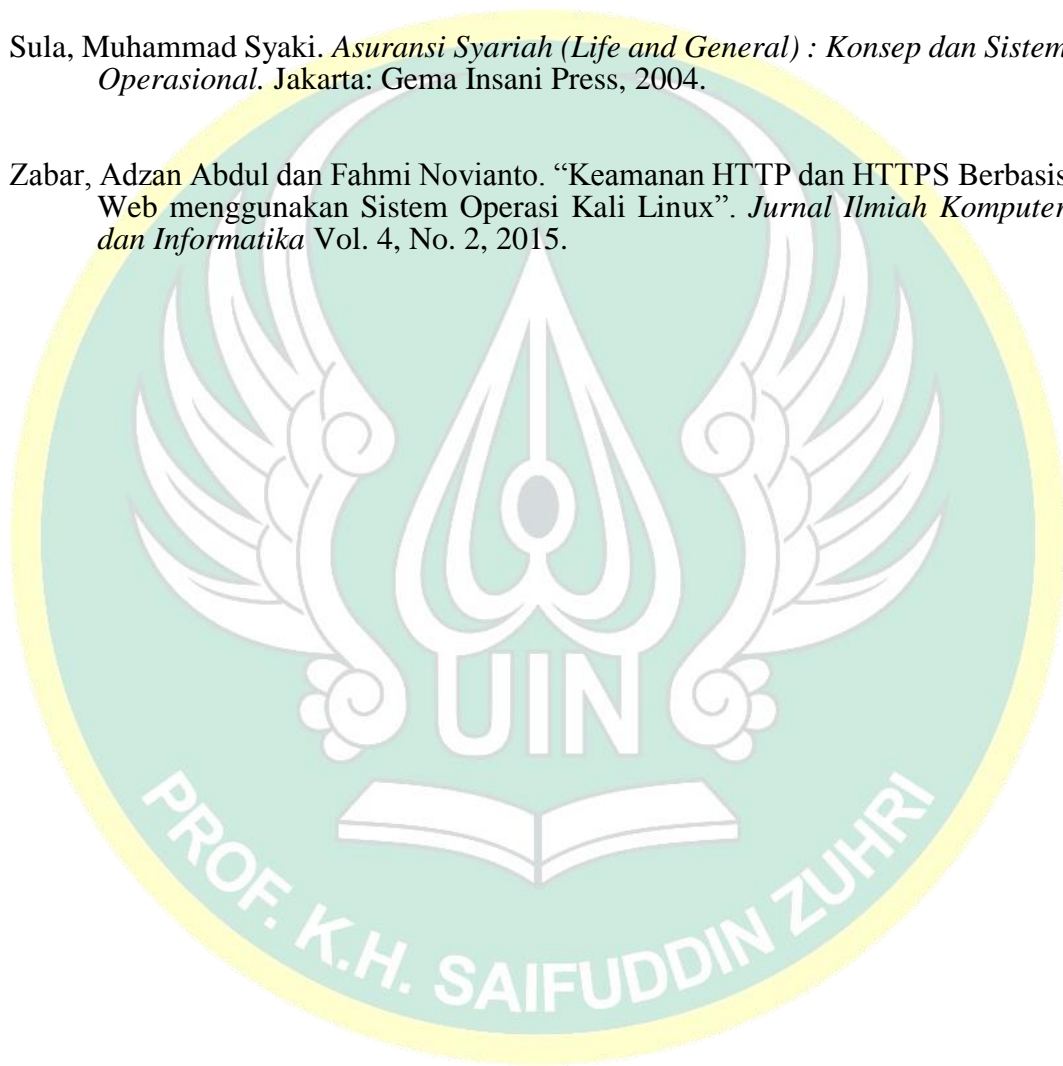 Sula, Muhammad Syaki. Asuransi Syariah (Life and General) : Konsep dan Sistem
Operasional. Jakarta: Gema Insani Press, 2004.
Zabar, Adzan Abdul dan Fahmi Novianto. “Keamanan HTTP dan HTTPS Berbasis
Web menggunakan Sistem Operasi Kali Linux”. Jurnal Ilmiah Komputer
dan Informatika Vol. 4, No. 2, 2015.
UIN
PROF. K.H. SAIFUDDIN ZUHRI